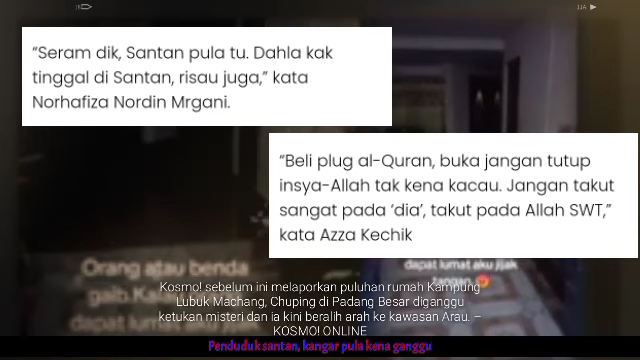 “Seram dik, Santan pula tu. Dahla kak
tinggal di Santan, risau juga,” kata
Norhafiza Nordin Mrgani.
“Beli plug al-Quran, buka jangan tutup
insya-Allah tak kena kacau. Jangan takut
sangat pada ‘dia’, takut pada Allah SWT,”
kata Azza Kechik
Orang atau benda
dapat lumat aku jijak
Kosmo! sebelum ini melaporkan puluhan rumah Kampung
Lubuk Machang, Chuping di Padang Besar diganggu
ketukan misteri dan ia kini beralih arah ke kawasan Arau. –
KOSMO! ONLINE
Penduduk santan, kangar pula kena ganggu